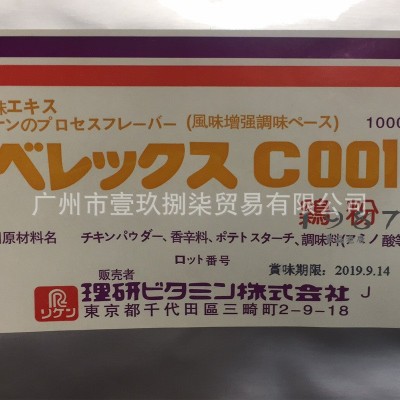 味エキス
ケンのプロセスフレーバー (風味增强調味ベース) 1000
ベレックス C001
广州市壹玖捌柒贸易有限公司
鶏粉
原材料名 チキンパウダー、香辛料、ポテトスターチ、調味料(アミノ酸等
ロット番号
賞味期限: 2019.9.14
販売者
リケン 理研ビタミン株式会社 J
東京都千代田區三崎町2-9-18